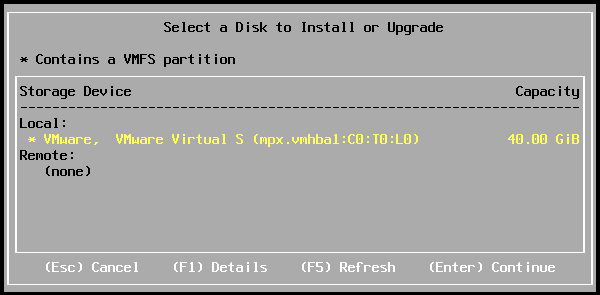 Select a Disk to Install or Upgrade
* Contains a VMFS partition
Storage Device Capacity
--------------------------------------------------------------------------------
Local:
* VMware,  VMware Virtual S (mpx.vmhba1:C0:T0:L0) 40.00 GiB
Remote:
(none)
(Esc) Cancel (F1) Details (F5) Refresh (Enter) Continue